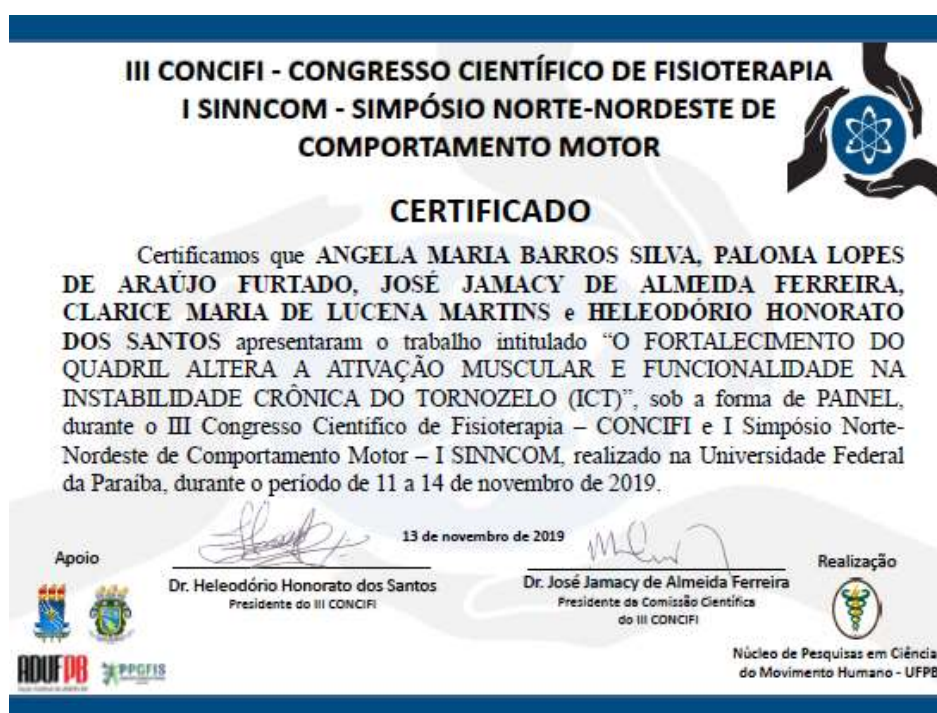 III CONCIFI - CONGRESSO CIENTÍFICO DE FISIOTERAPIA
I SINNCOM - SIMPÓSIO NORTE-NORDESTE DE
COMPORTAMENTO MOTOR
CERTIFICADO
Certificamos que ANGELA MARIA BARROS SILVA, PALOMA LOPES
DE ARAÚJO FURTADO, JOSÉ JAMACY DE ALMEIDA FERREIRA,
CLARICE MARIA DE LUCENA MARTINS e HELEODÓRIO HONORATO
DOS SANTOS apresentaram o trabalho intitulado “O FORTALECIMENTO DO
QUADRIL ALTERA A ATIVAÇÃO MUSCULAR E FUNCIONALIDADE NA
INSTABILIDADE CRÔNICA DO TORNOZELO (ICT)”, sob a forma de PAINEL,
durante o III Congresso Científico de Fisioterapia – CONCIFI e I Simpósio Norte-
Nordeste de Comportamento Motor – I SINNCOM, realizado na Universidade Federal
da Paraíba, durante o período de 11 a 14 de novembro de 2019.
13 de novembro de 2019
Apoio
Dr. Heleodório Honorato dos Santos
Presidente do III CONCIFI
Dr. José Jamacy de Almeida Ferreira
Presidente da Comissão Científica
do III CONCIFI
Realização
ADUFPB
PPGFIS
Núcleo de Pesquisas em Ciência
do Movimento Humano - UFPB